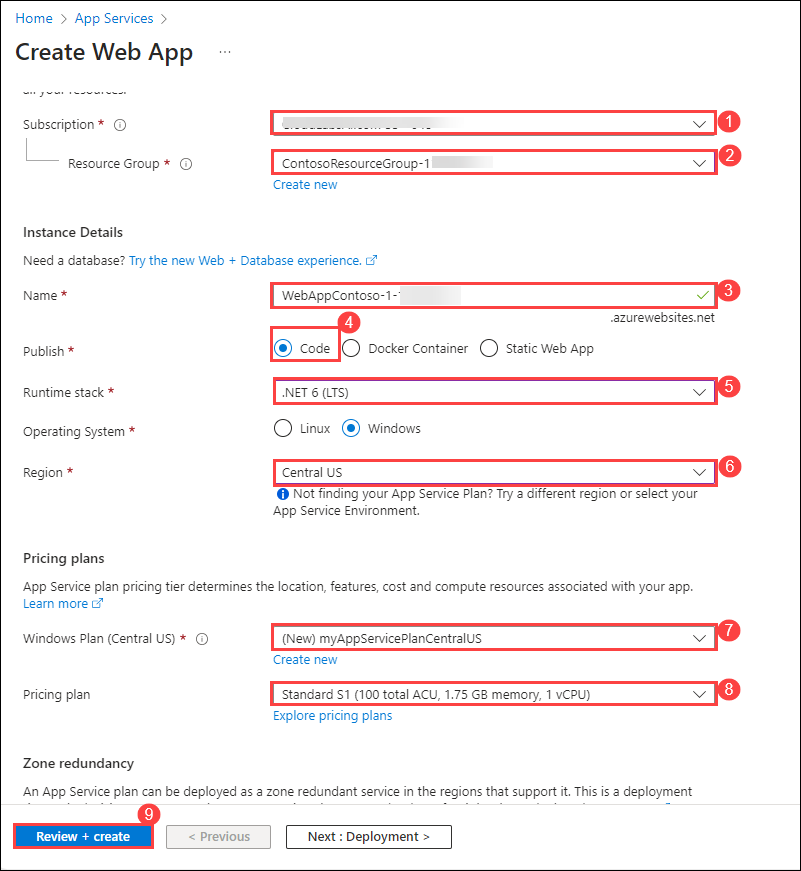 Home > App Services >
Create Web App ...
all your resources.
Subscription *
1
Resource Group *
ContosoResourceGroup-1
2
Create new
Instance Details
Need a database? Try the new Web + Database experience.
Name *
WebAppContoso-1-
3
.azurewebsites.net
4
Publish *
Code
Docker Container
Static Web App
Runtime stack *
.NET 6 (LTS)
5
Operating System *
Linux
Windows
Region *
Central US
6
Not finding your App Service Plan? Try a different region or select your
App Service Environment.
Pricing plans
App Service plan pricing tier determines the location, features, cost and compute resources associated with your app.
Learn more
Windows Plan (Central US) *
(New) myAppServicePlanCentralUS
7
Create new
Pricing plan
Standard S1 (100 total ACU, 1.75 GB memory, 1 vCPU)
8
Explore pricing plans
Zone redundancy
An App Service plan can be deployed as a zone redundant service in the regions that support it. This is a deployment
9
Review + create
< Previous
Next : Deployment >